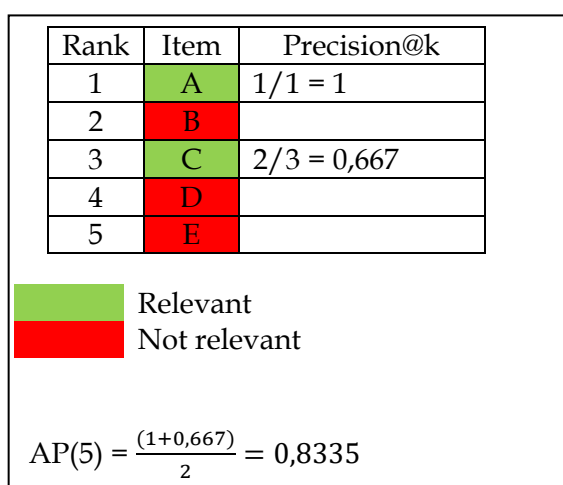 Rank Item Precision@k
1 A 1/1 = 1
2 B
3 C 2/3 = 0,667
4 D
5 E
Relevant
Not relevant
AP(5) = (1+0,667)/2 = 0,8335